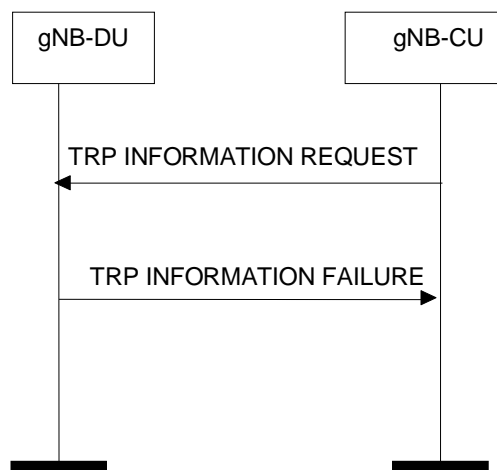 gNB-DU
gNB-CU
TRP INFORMATION REQUEST
TRP INFORMATION FAILURE